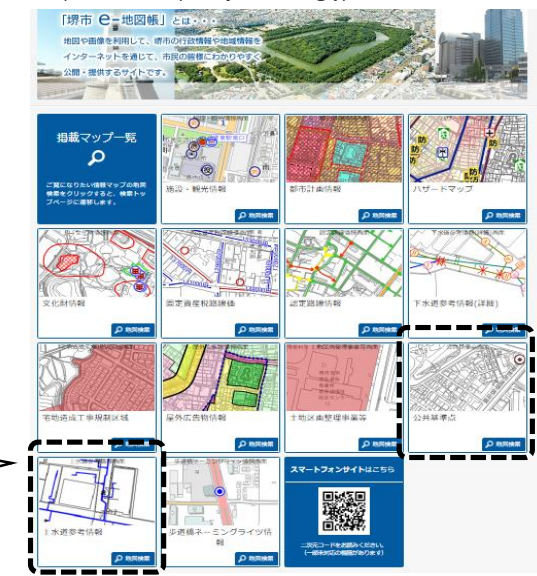 「堺市 e-地図帳」とは・・・
地図や画像を利用して、堺市の行政情報や地域情報を
インターネットを通じて、市民の皆様にわかりやすく
公開・提供するサイトです。
掲載マップ一覧
ご覧になりたい情報マップの地図
検索をクリックすると、検索トッ
プページに遷移します。
施設・観光情報
地図検索
都市計画情報
地図検索
ハザードマップ
地図検索
文化財情報
地図検索
固定資産税路線価
地図検索
認定路線情報
地図検索
下水道参考情報(詳細)
地図検索
宅地造成工事規制区域
地図検索
屋外広告物情報
地図検索
土地区画整理事業等
地図検索
公共基準点
地図検索
上水道参考情報
地図検索
歩道橋ネーミングライツ情
報
地図検索
スマートフォンサイトはこちら
二次元コードをお読みください。
(一部未対応の機能があります)